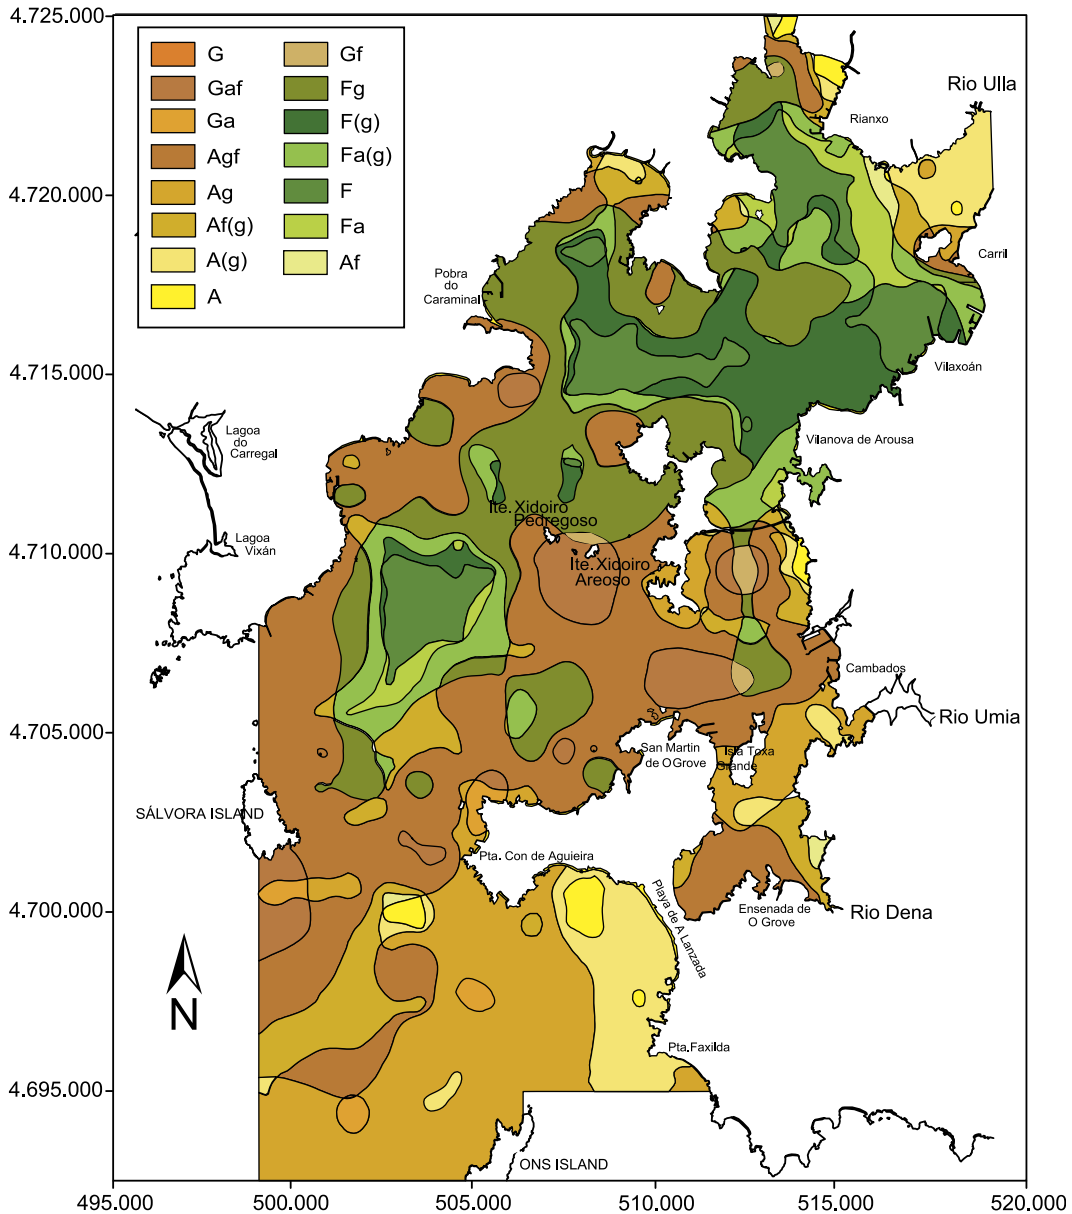 4.725.000
G
Gaf
Ga
Agf
Ag
Af(g)
A(g)
A
Gf
Fg
F(g)
Fa(g)
F
Fa
Af
Rio Ulla
Rianxo
4.720.000
Carril
Pobra
do
Caraminal
Vilaxoán
4.715.000
Lagoa
do
Carregal
Vilanova de Arousa
Ite. Xidoiro
Pedregoso
Lagoa
Vixán
4.710.000
Ite. Xidoiro
Areoso
Cambados
Rio Umia
4.705.000
San Martin
de O Grove
Isla Toxa
Grande
SÁLVORA ISLAND
Pta. Con de Aguieira
Playa de A Lanzada
Ensenada de
O Grove
Rio Dena
4.700.000
N
Pta.Faxilda
4.695.000
ONS ISLAND
495.000
500.000
505.000
510.000
515.000
520.000